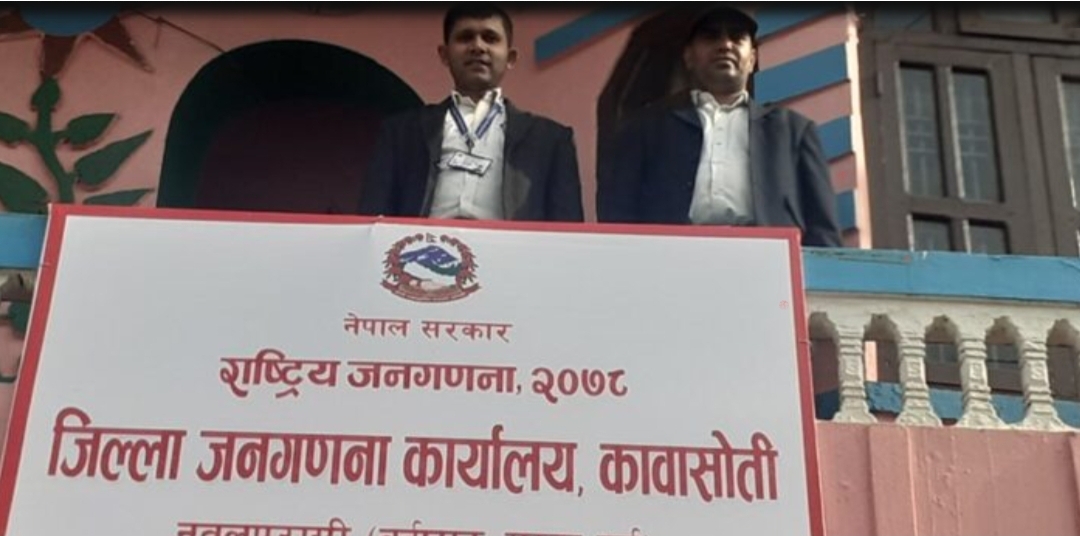 नेपाल सरकार
राष्ट्रिय जनगणना, २०७८
जिल्ला जनगणना कार्यालय, कावासोती